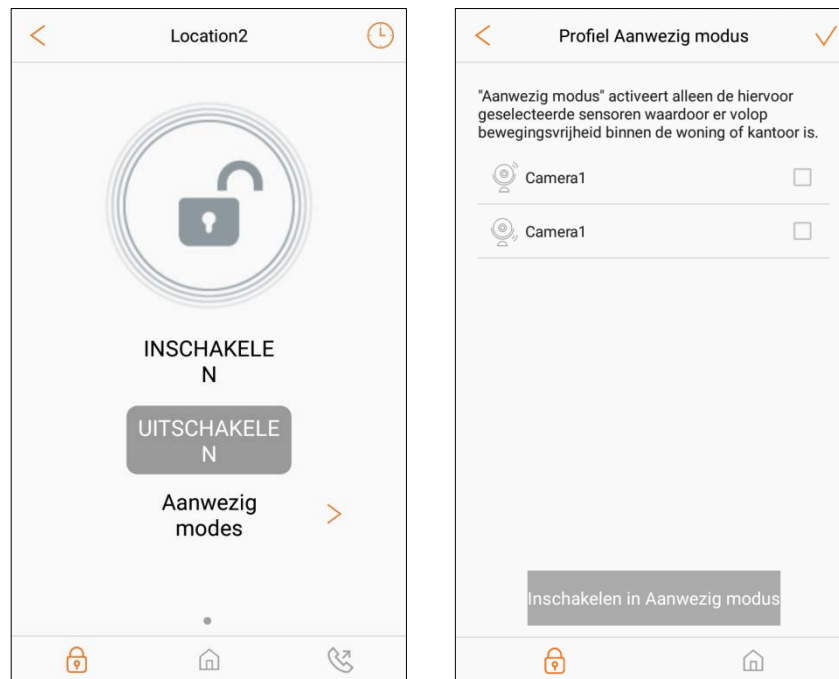 Location2
INSCHAKELE
N
UITSCHAKELE
N
Aanwezig
modes
Profiel Aanwezig modus
"Aanwezig modus" activeert alleen de hiervoor
geselecteerde sensoren waardoor er volop
bewegingsvrijheid binnen de woning of kantoor is.
Camera1
Camera1
Inschakelen in Aanwezig modus